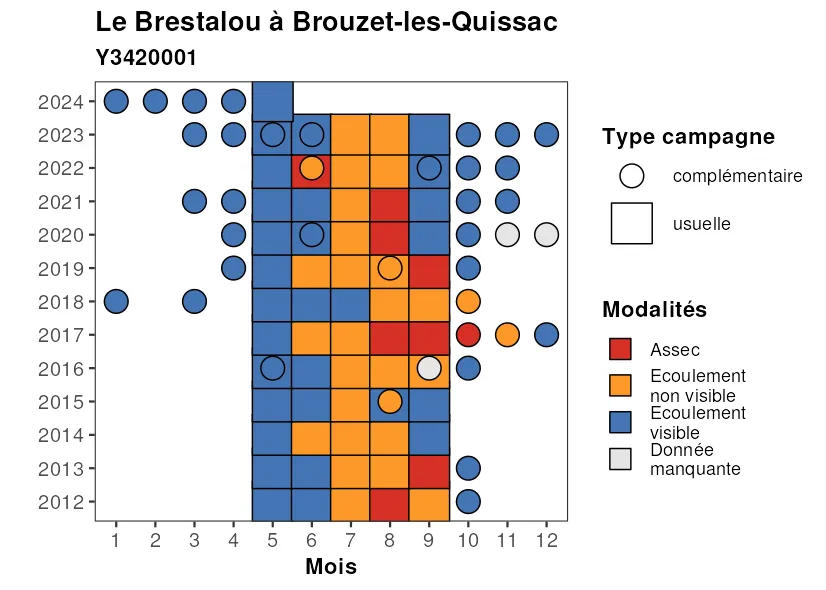 Le Brestalou à Brouzet-les-Quissac
Y3420001
2024
2023
2022
2021
2020
2019
2018
2017
2016
2015
2014
2013
2012
1 2 3 4 5 6 7 8 9 10 11 12
Mois
Type campagne
complémentaire
usuelle
Modalités
Assec
Ecoulement
non visible
Ecoulement
visible
Donnée
manquante